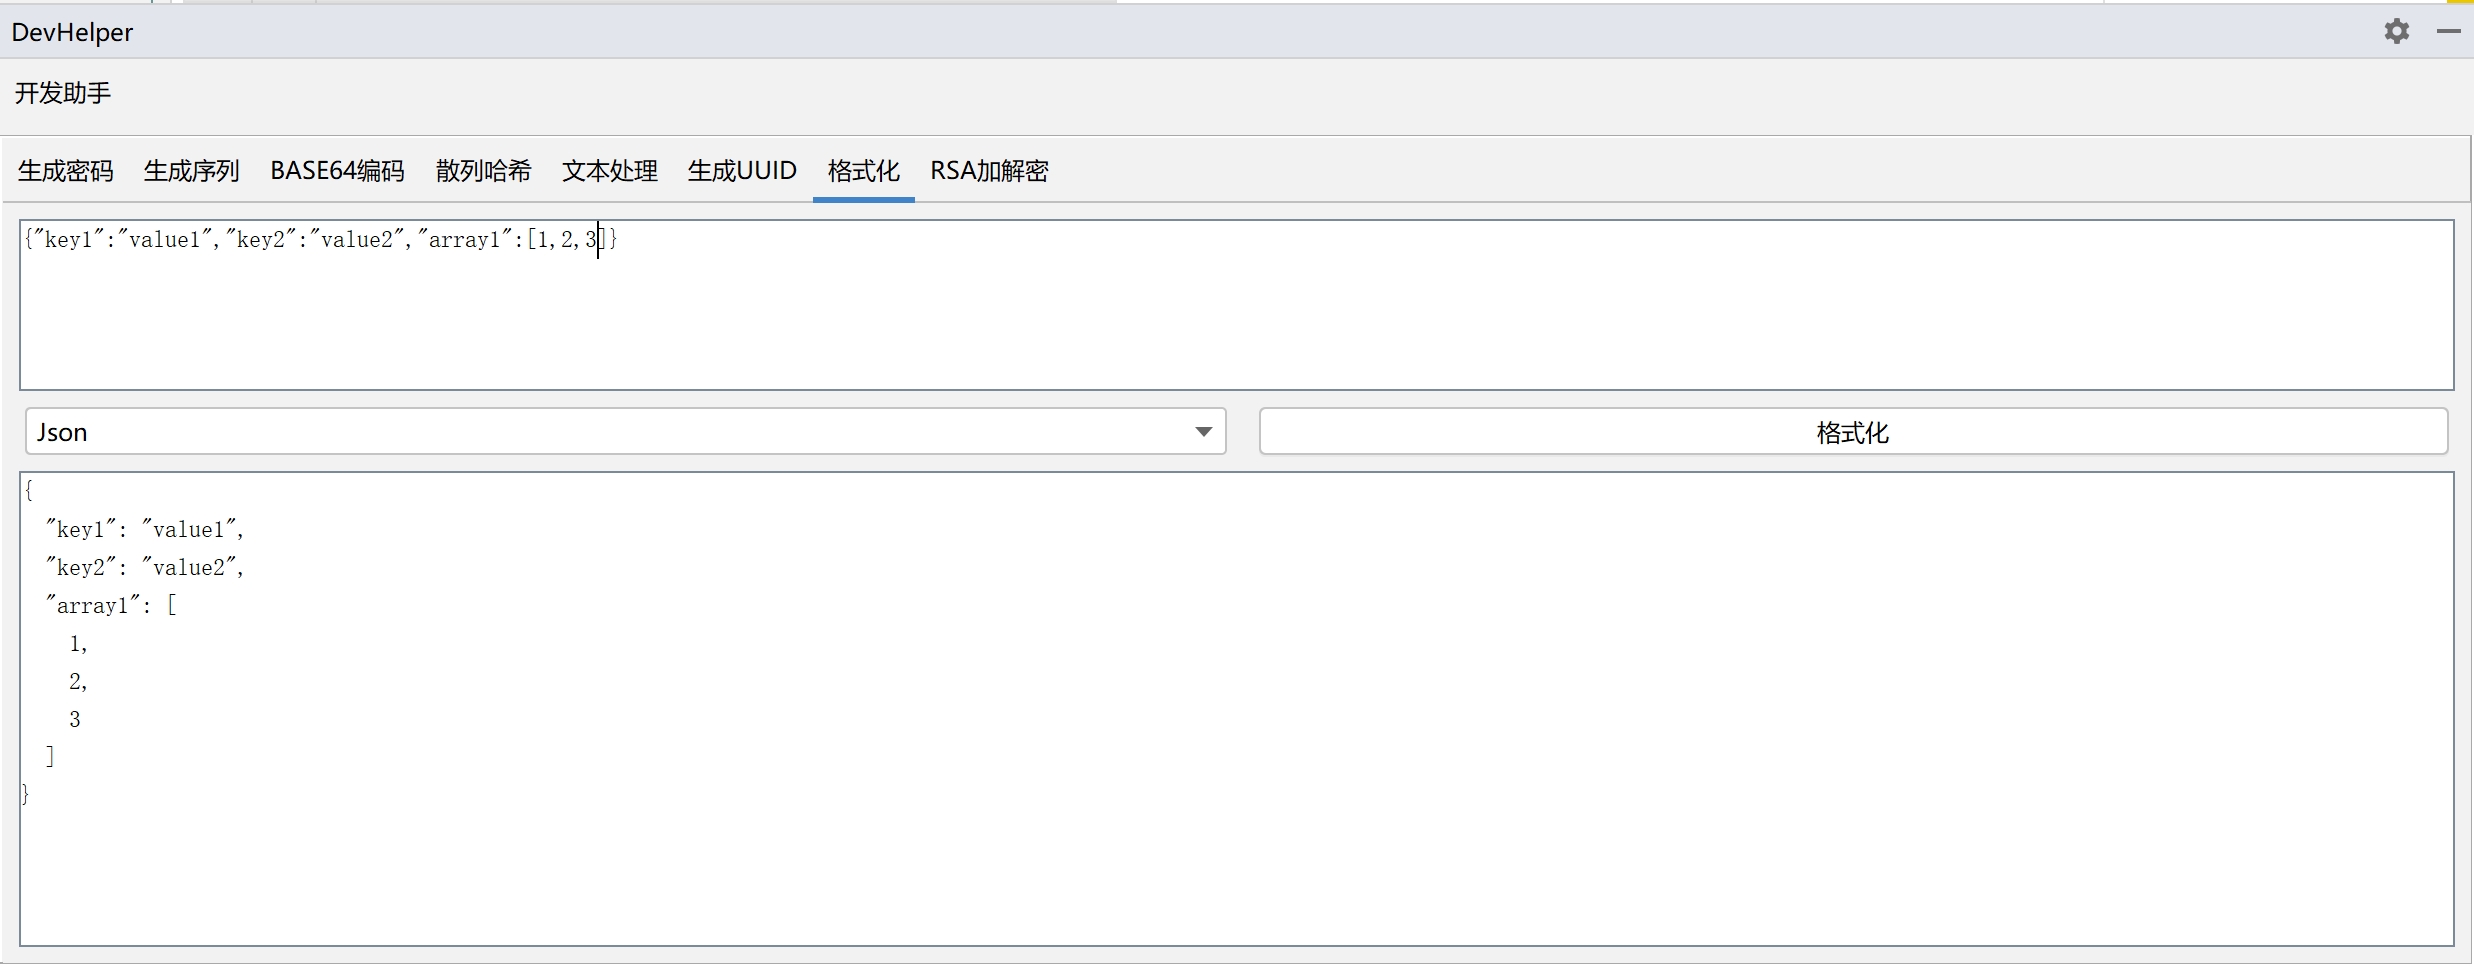 DevHelper
开发助手
生成密码 生成序列 BASE64编码 散列哈希 文本处理 生成UUID 格式化 RSA加解密
{"key1":"value1","key2":"value2","array1":[1,2,3]}
Json 格式化
{
  "key1": "value1",
  "key2": "value2",
  "array1": [
    1,
    2,
    3
  ]
}